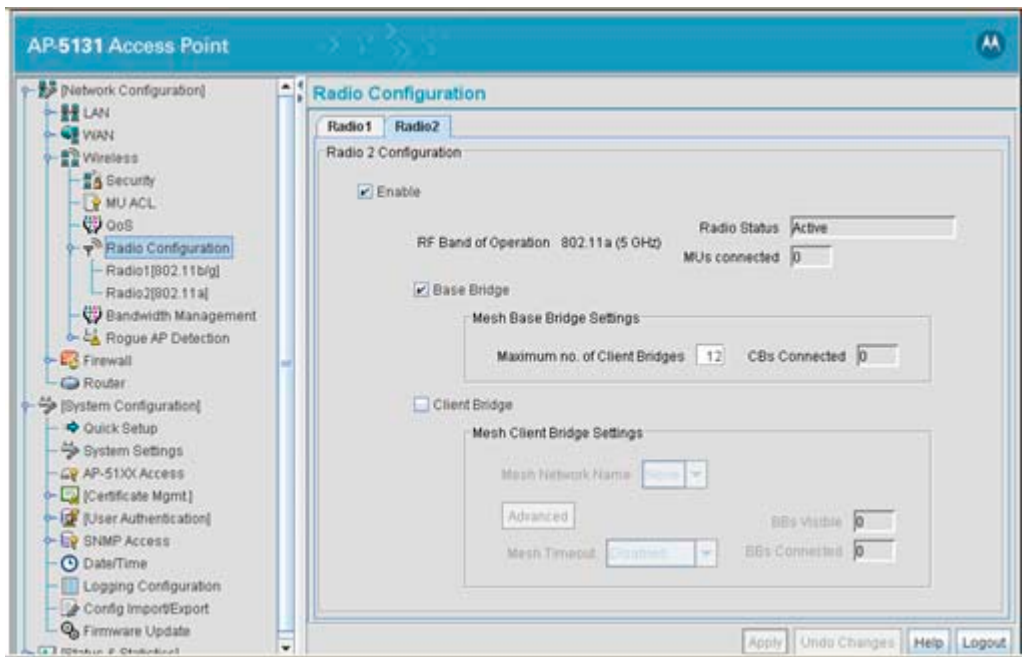 AP-5131 Access Point
[Network Configuration]
LAN
WAN
Wireless
Security
MU ACL
QoS
Radio Configuration
Radio1[802.11b/g]
Radio2[802.11a]
Bandwidth Management
Rogue AP Detection
Firewall
Router
[System Configuration]
Quick Setup
System Settings
AP-51XX Access
[Certificate Mgmt.]
[User Authentication]
SNMP Access
Date/Time
Logging Configuration
Config Import/Export
Firmware Update
[Status & Statistics]
Radio Configuration
Radio1 Radio2
Radio 2 Configuration
Enable
RF Band of Operation 802.11a (5 GHz)
Radio Status Active
MUs connected 0
Base Bridge
Mesh Base Bridge Settings
Maximum no. of Client Bridges 12 CBs Connected 0
Client Bridge
Mesh Client Bridge Settings
Mesh Network Name None
Advanced
BBs Visible 0
Mesh Timeout Disabled BBs Connected 0
Apply Undo Changes Help Logout